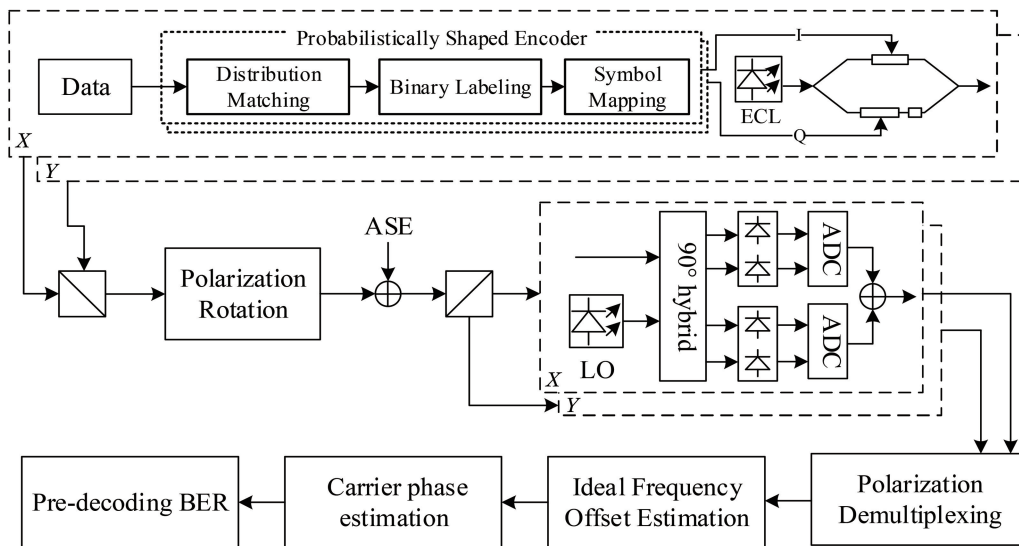 Probabilistically Shaped Encoder
I
Data
Distribution
Matching
Binary Labeling
Symbol
Mapping
ECL
Q
X
Y
ASE
Polarization
Rotation
90° hybrid
ADC
ADC
LO
X
Y
Pre-decoding BER
Carrier phase
estimation
Ideal Frequency
Offset Estimation
Polarization
Demultiplexing